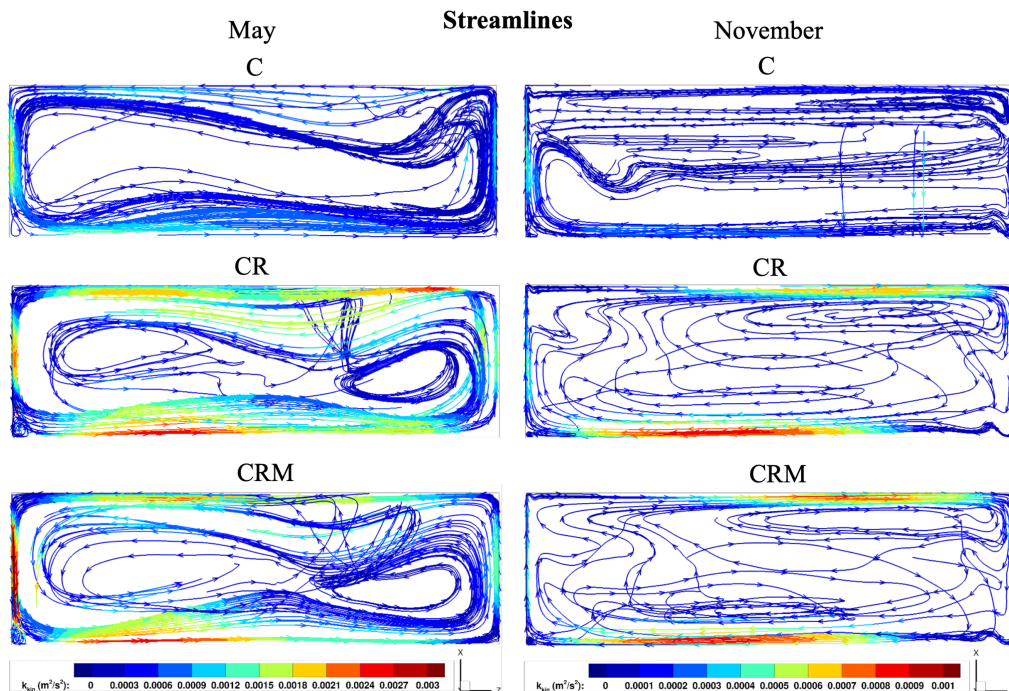 Streamlines
May November
C C
CR CR
CRM CRM
X X
k_kin (m²/s²): 0 0.0003 0.0006 0.0009 0.0012 0.0015 0.0018 0.0021 0.0024 0.0027 0.003 k_kin (m²/s²): 0 0.0001 0.0002 0.0003 0.0004 0.0005 0.0006 0.0007 0.0008 0.0009 0.001